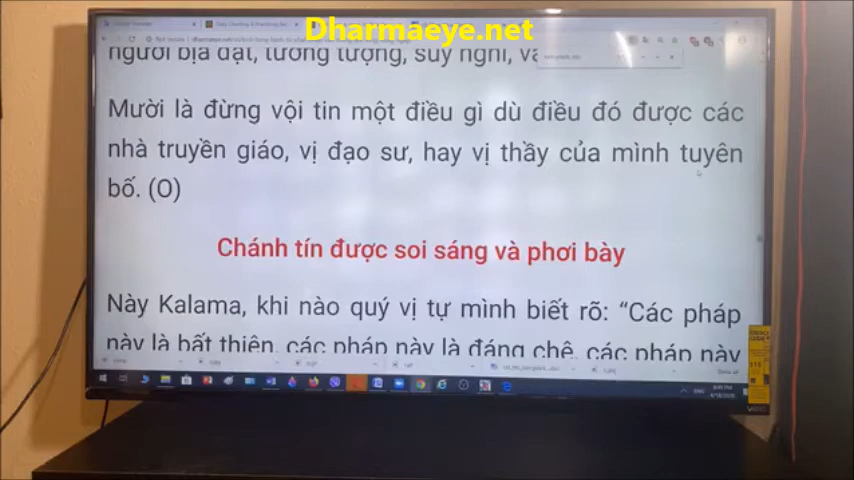 Dharmaeye.net
người bịa đặt, tưởng tượng, suy nghĩ, và
Mười là đừng vội tin một điều gì dù điều đó được các
nhà truyền giáo, vị đạo sư, hay vị thầy của mình tuyên
bố. (O)
Chánh tín được soi sáng và phơi bày
Này Kalama, khi nào quý vị tự mình biết rõ: “Các pháp
này là bất thiện, các pháp này là đáng chê, các pháp này
VIZIO